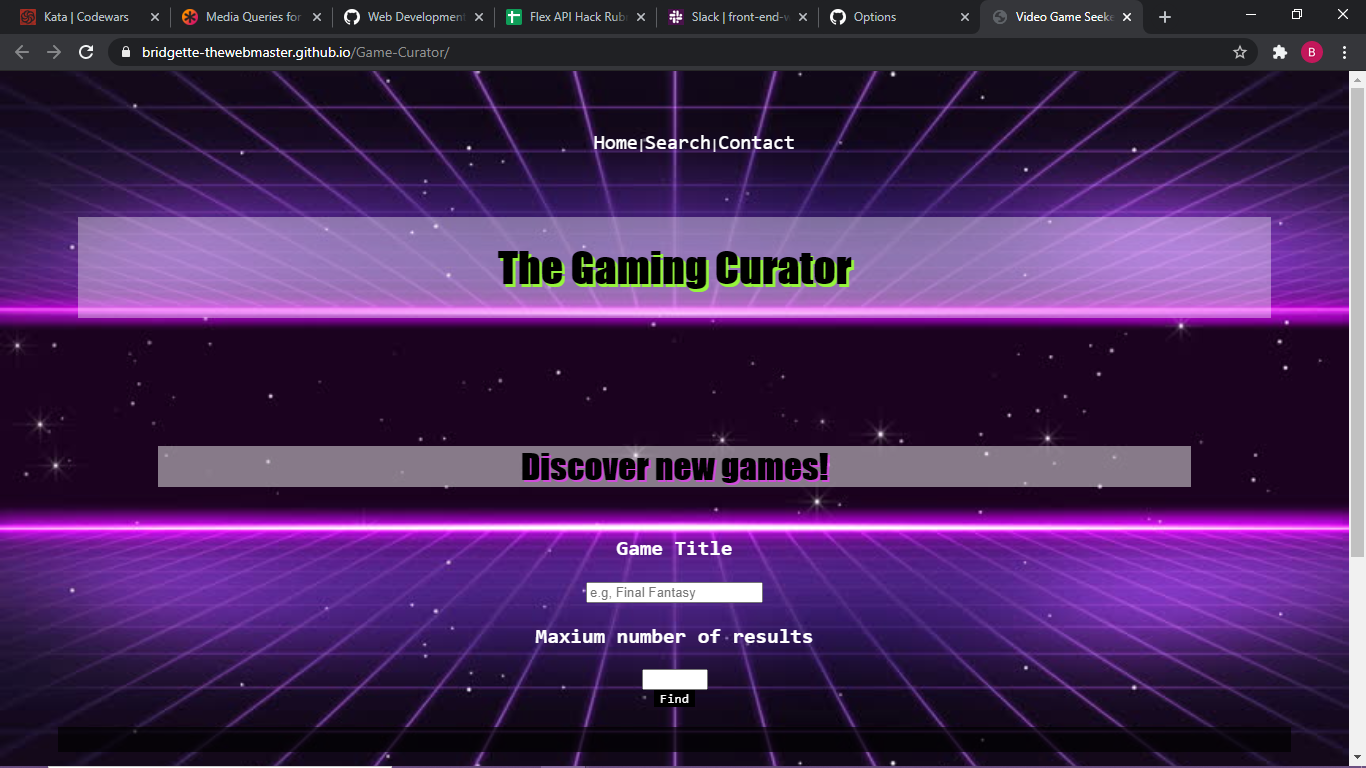 Kata | Codewars
Media Queries for
Web Development
Flex API Hack Rub
Slack | front-end-w
Options
Video Game Seeke
bridgette-thewebmaster.github.io/Game-Curator/
B
Home|Search|Contact
The Gaming Curator
Discover new games!
Game Title
e.g, Final Fantasy
Maxium number of results
Find